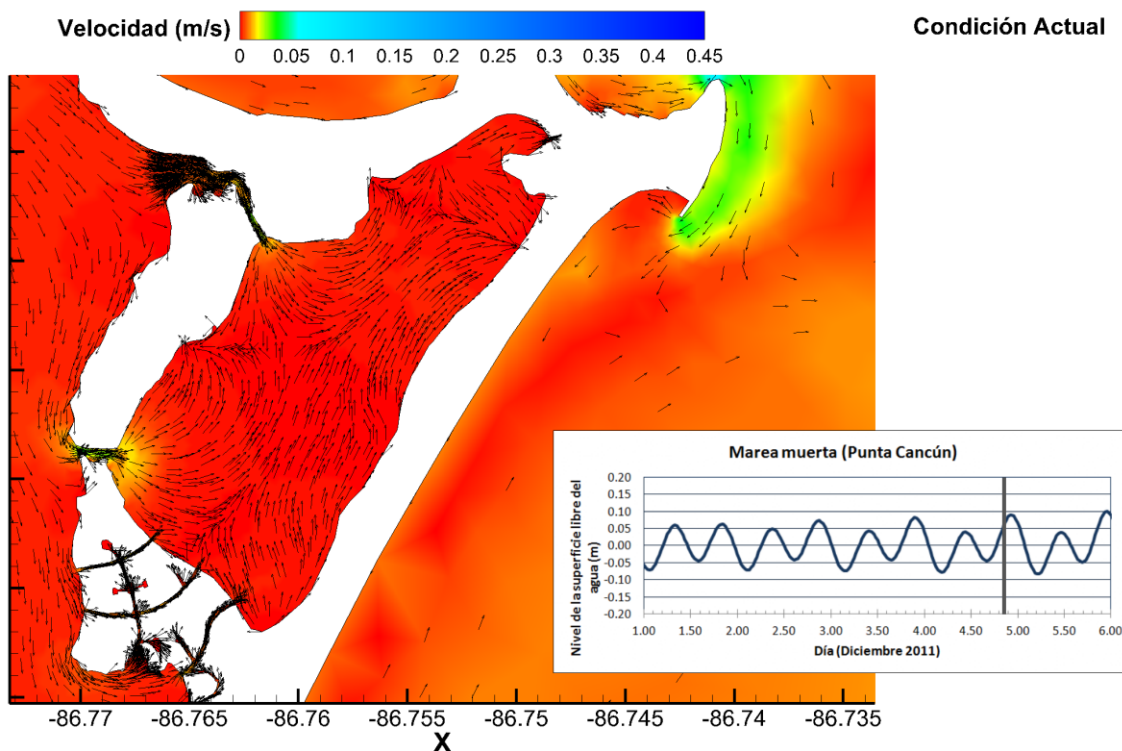 Velocidad (m/s)
0 0.05 0.1 0.15 0.2 0.25 0.3 0.35 0.4 0.45
Condición Actual
Marea muerta (Punta Cancún)
Nivel de la superficie libre del
agua (m)
0.20
0.15
0.10
0.05
0.00
-0.05
-0.10
-0.15
-0.20
1.00 1.50 2.00 2.50 3.00 3.50 4.00 4.50 5.00 5.50 6.00
Día (Diciembre 2011)
-86.77 -86.765 -86.76 -86.755 -86.75 -86.745 -86.74 -86.735
X